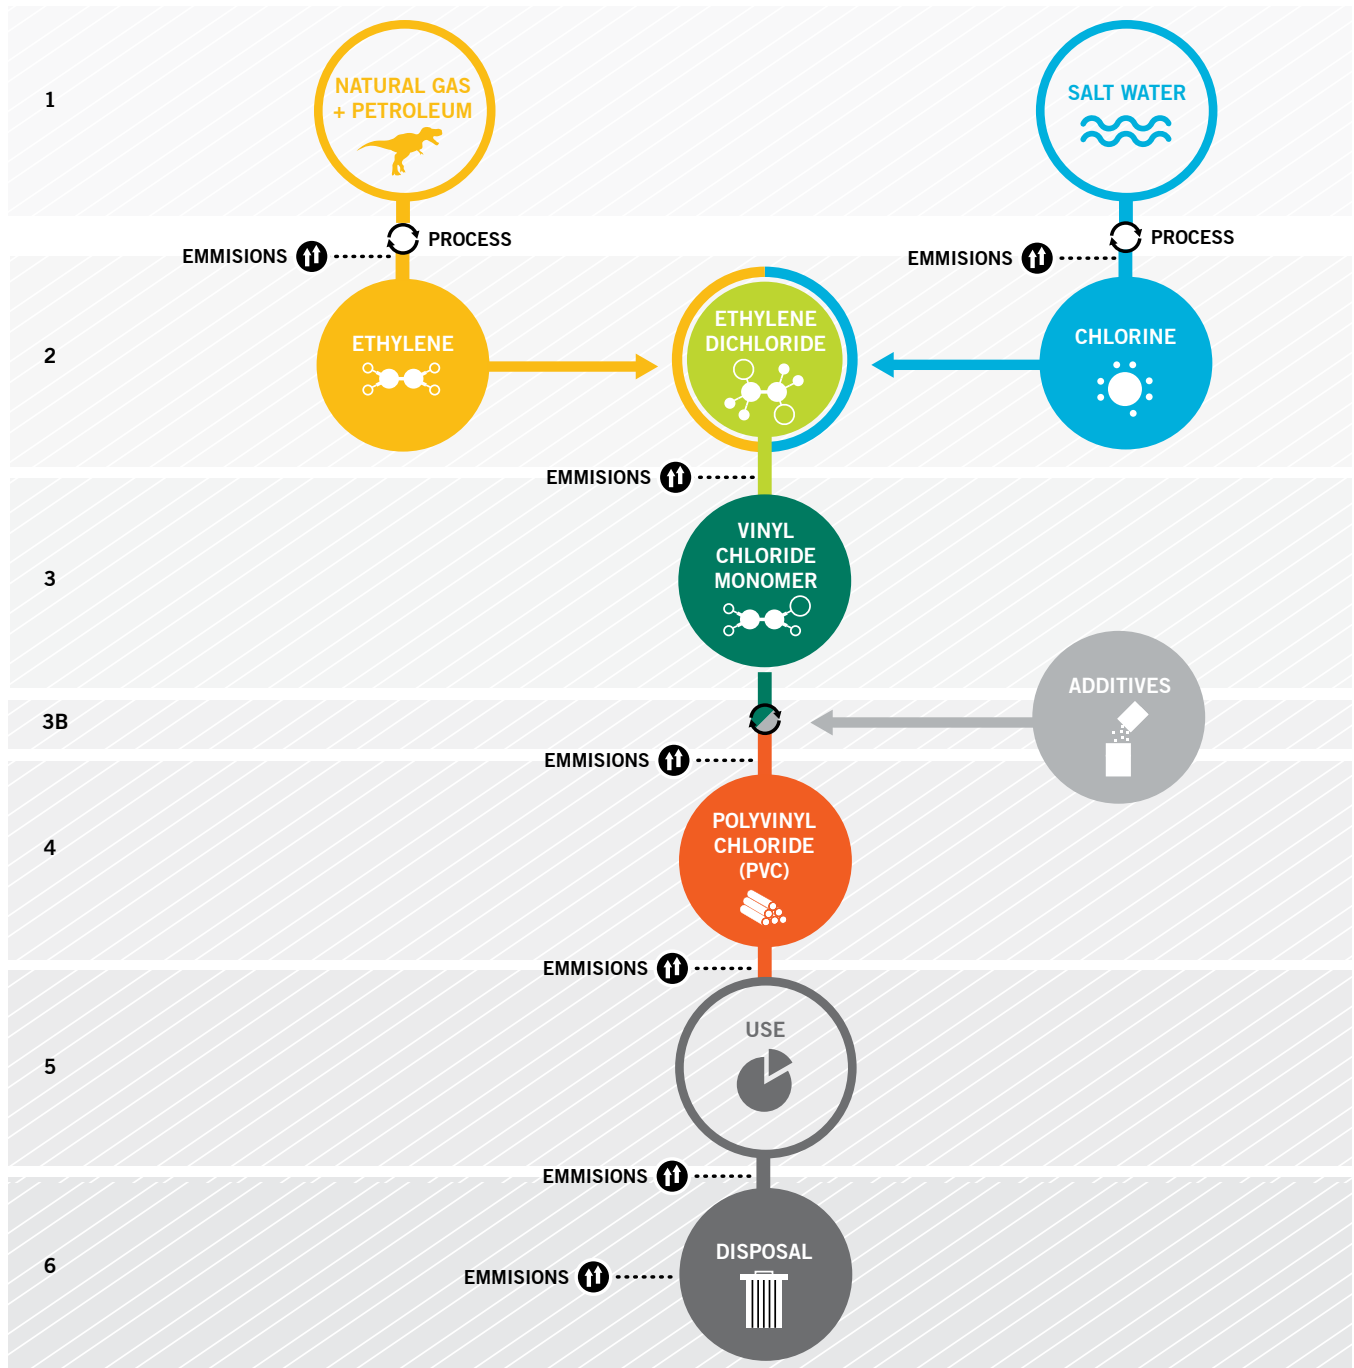 1
NATURAL GAS
+ PETROLEUM
SALT WATER
PROCESS
EMMISIONS
PROCESS
EMMISIONS
2
ETHYLENE
ETHYLENE
DICHLORIDE
CHLORINE
EMMISIONS
3
VINYL
CHLORIDE
MONOMER
ADDITIVES
3B
EMMISIONS
4
POLYVINYL
CHLORIDE
(PVC)
EMMISIONS
5
USE
EMMISIONS
6
DISPOSAL
EMMISIONS